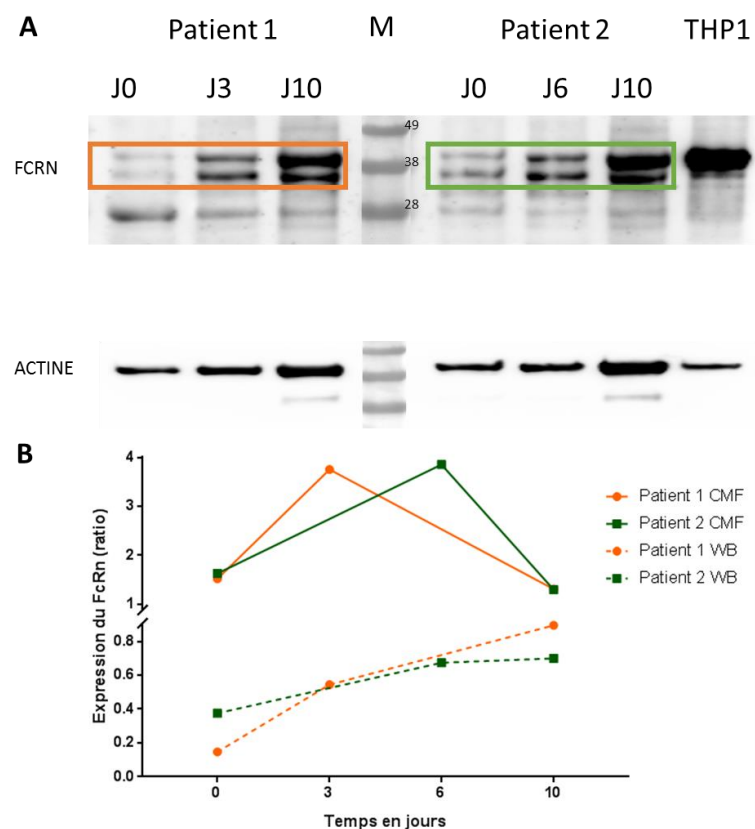 A
Patient 1 M Patient 2 THP1
J0 J3 J10 J0 J6 J10
49
FCRN 38
28
ACTINE
B
4
3
2
1
0.8
0.6
0.4
0.2
0.0
Expression du FcRn (ratio)
0 3 6 10
Temps en jours
Patient 1 CMF
Patient 2 CMF
Patient 1 WB
Patient 2 WB